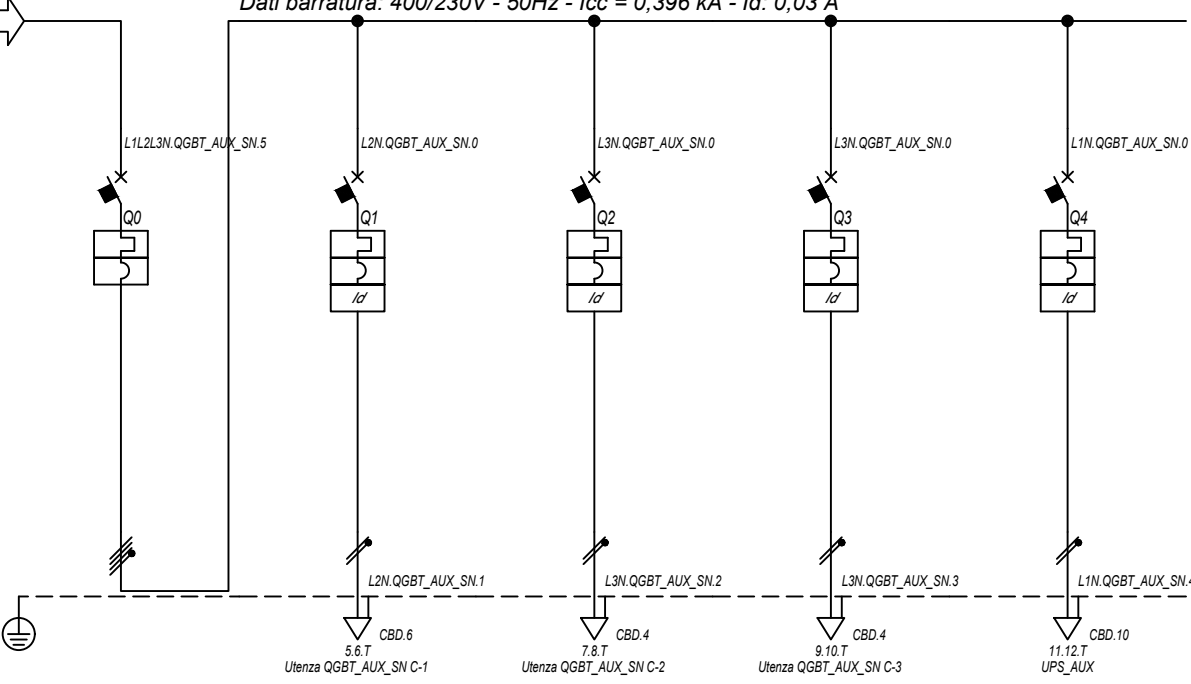 Dati barratura: 400/230V - 50Hz - Icc = 0,396 kA - Id: 0,03 A
L1L2L3N.QGBT_AUX_SN.5
L2N.QGBT_AUX_SN.0
L3N.QGBT_AUX_SN.0
L3N.QGBT_AUX_SN.0
L1N.QGBT_AUX_SN.0
Q0
Q1
Q2
Q3
Q4
Id
Id
Id
Id
L2N.QGBT_AUX_SN.1
L3N.QGBT_AUX_SN.2
L3N.QGBT_AUX_SN.3
L1N.QGBT_AUX_SN.4
CBD.6
CBD.4
CBD.4
CBD.10
5.6.T
7.8.T
9.10.T
11.12.T
Utenza QGBT_AUX_SN C-1
Utenza QGBT_AUX_SN C-2
Utenza QGBT_AUX_SN C-3
UPS_AUX